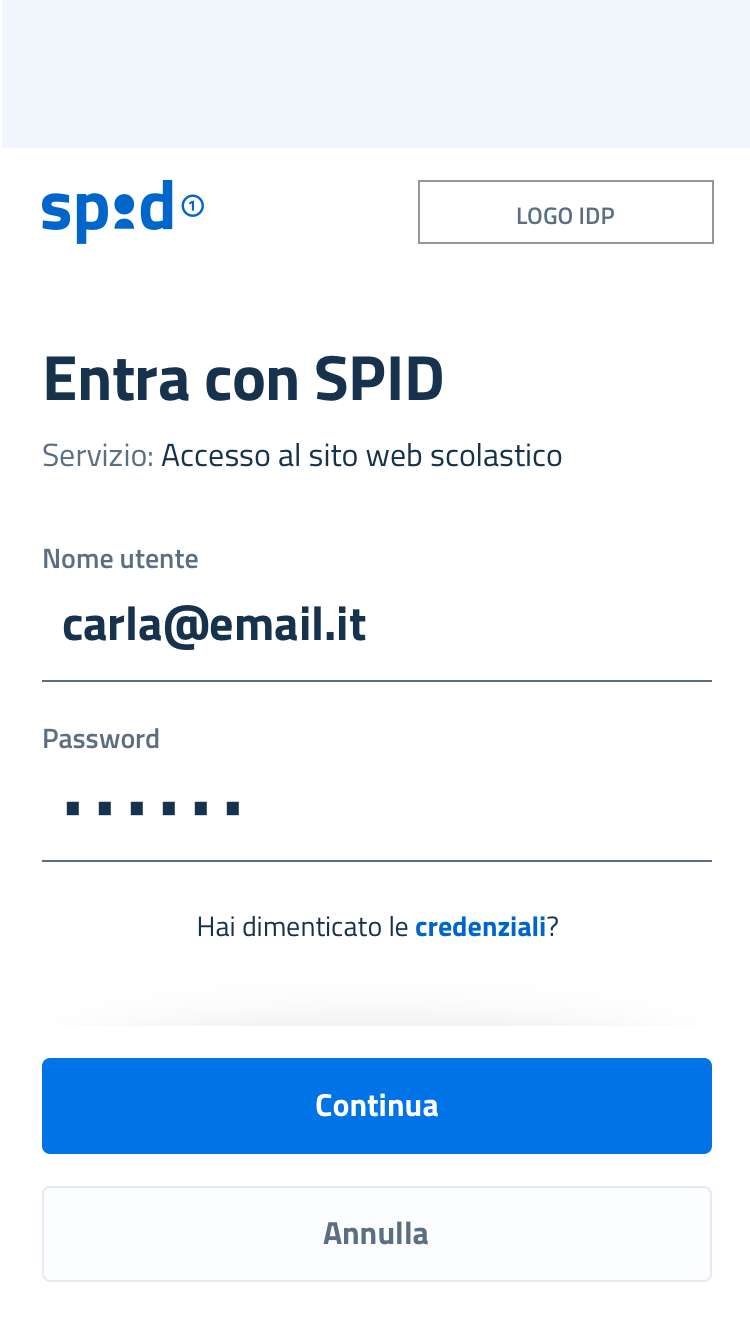 spid 1
LOGO IDP
Entra con SPID
Servizio: Accesso al sito web scolastico
Nome utente
carla@email.it
Password
Hai dimenticato le credenziali?
Continua
Annulla